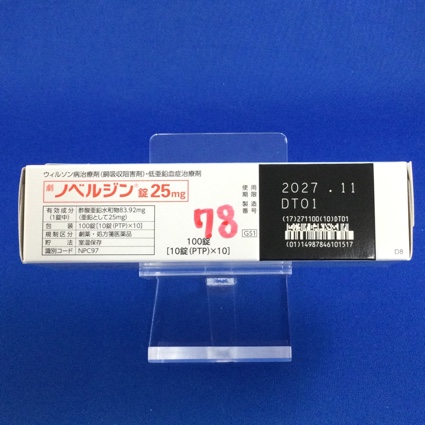 ウィルソン病治療剤(銅吸収阻害剤)・低亜鉛血症治療剤
劇 ノベルジン®錠25mg
有効成分 酢酸亜鉛水和物83.92mg
(1錠中) (亜鉛として25mg)
包装 100錠[10錠(PTP)×10]
規制区分 劇薬・処方箋医薬品
貯法 室温保存
識別コード NPC97
78
100錠
[10錠(PTP)×10]
使用
期限
製造
番号
GS1
2027.11
DT01
(17)271100(10)DT01
(01)14987846101517
D8